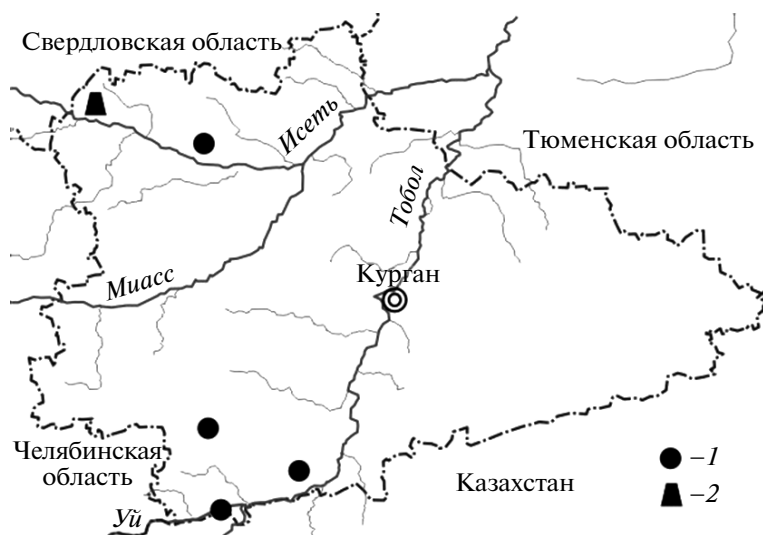 Свердловская область
Исеть
Тюменская область
Тобол
Курган
Миасс
Челябинская
область
–1
Казахстан
–2
Уй